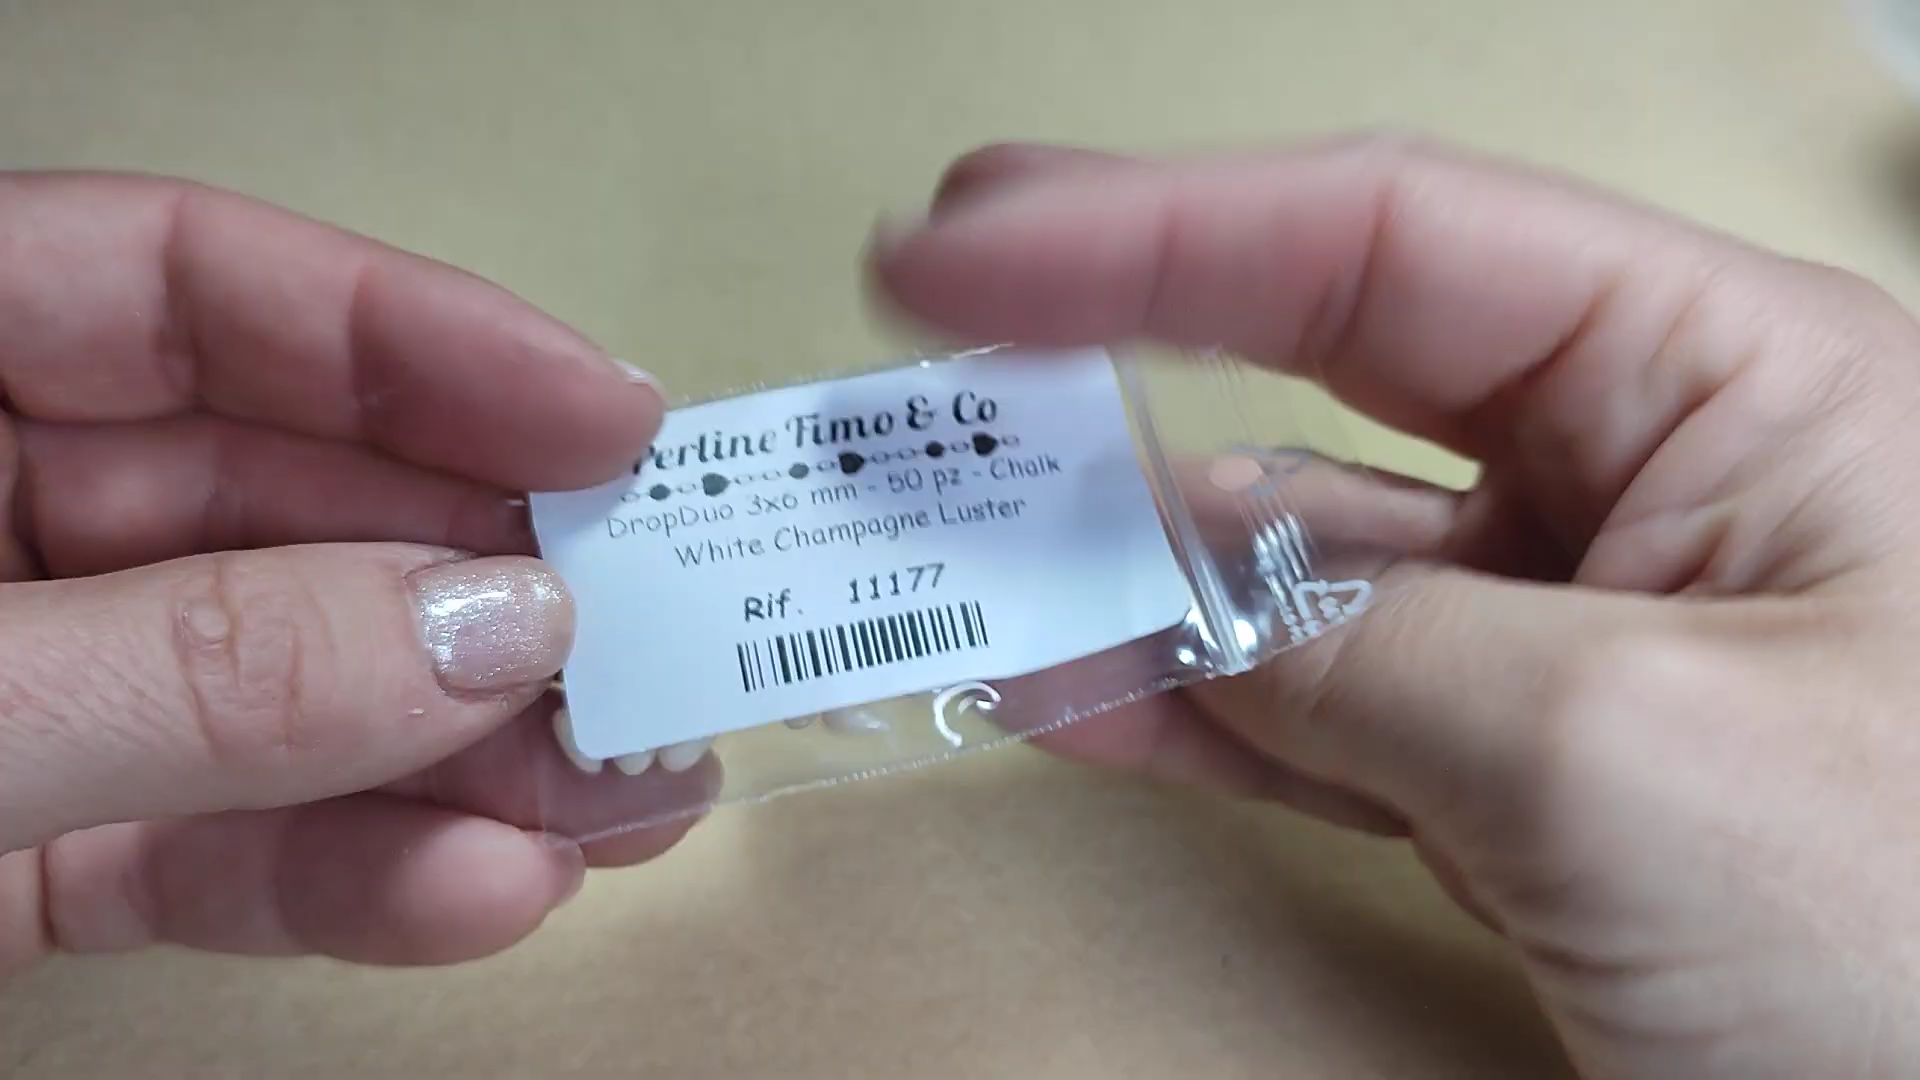 Perline Fimo & Co
DropDuo 3x6 mm - 50 pz - Chalk
White Champagne Luster
Rif. 11177